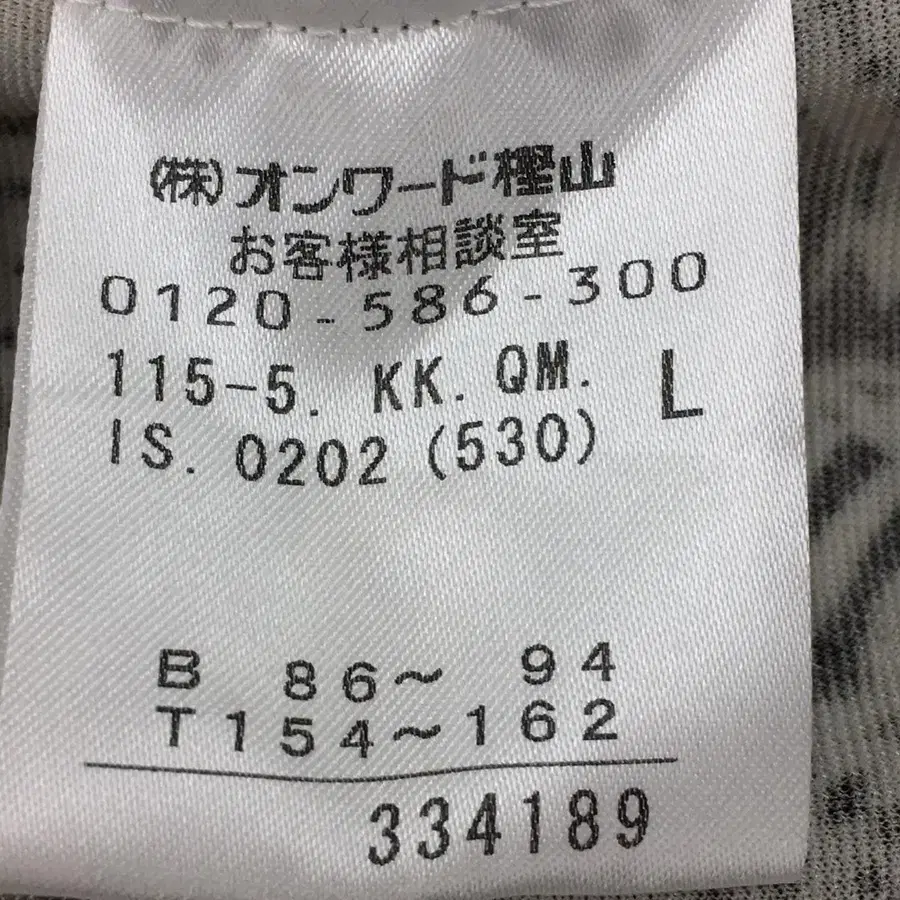 (株)オンワード樫山
お客様相談室
0120-586-300
115-5. KK. QM. L
IS. 0202 (530)
B 86～ 94
T154～162
334189